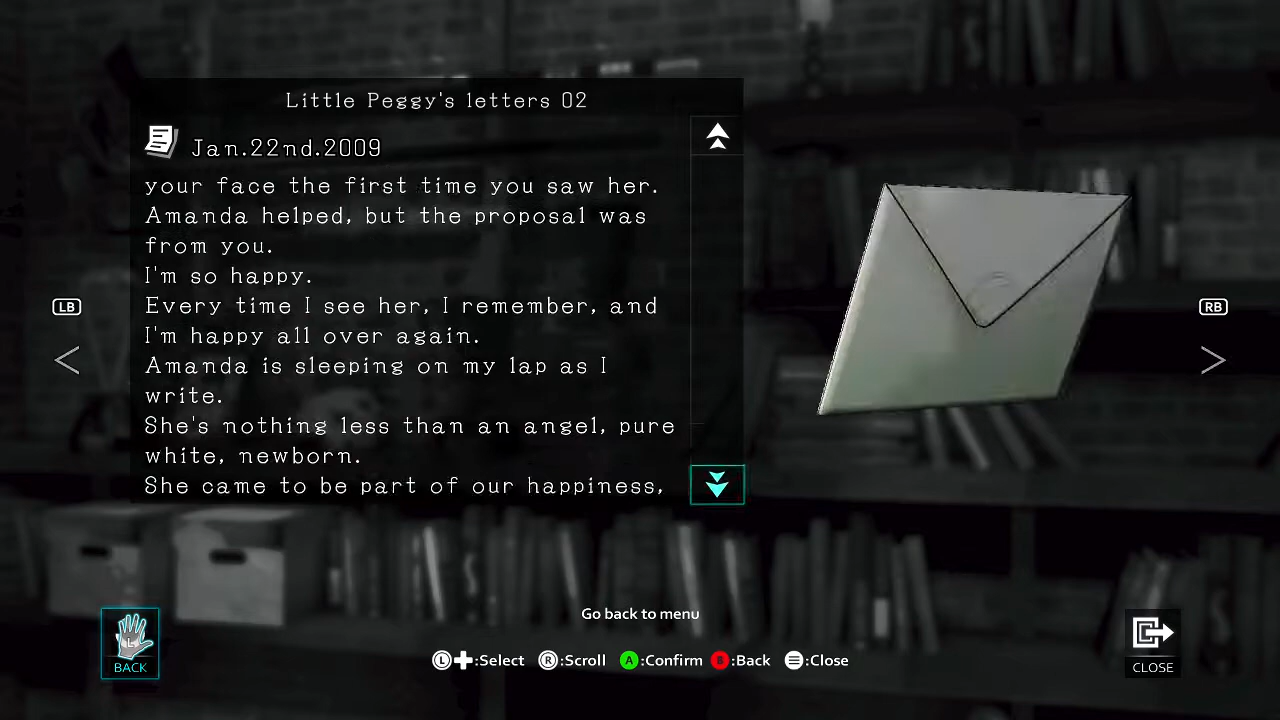 Little Peggy's letters 02
Jan.22nd.2009
your face the first time you saw her.
Amanda helped, but the proposal was
from you.
I'm so happy.
Every time I see her, I remember, and
I'm happy all over again.
Amanda is sleeping on my lap as I
write.
She's nothing less than an angel, pure
white, newborn.
She came to be part of our happiness,
LB
RB
Go back to menu
L :Select R :Scroll A :Confirm B :Back :Close
L
BACK
CLOSE